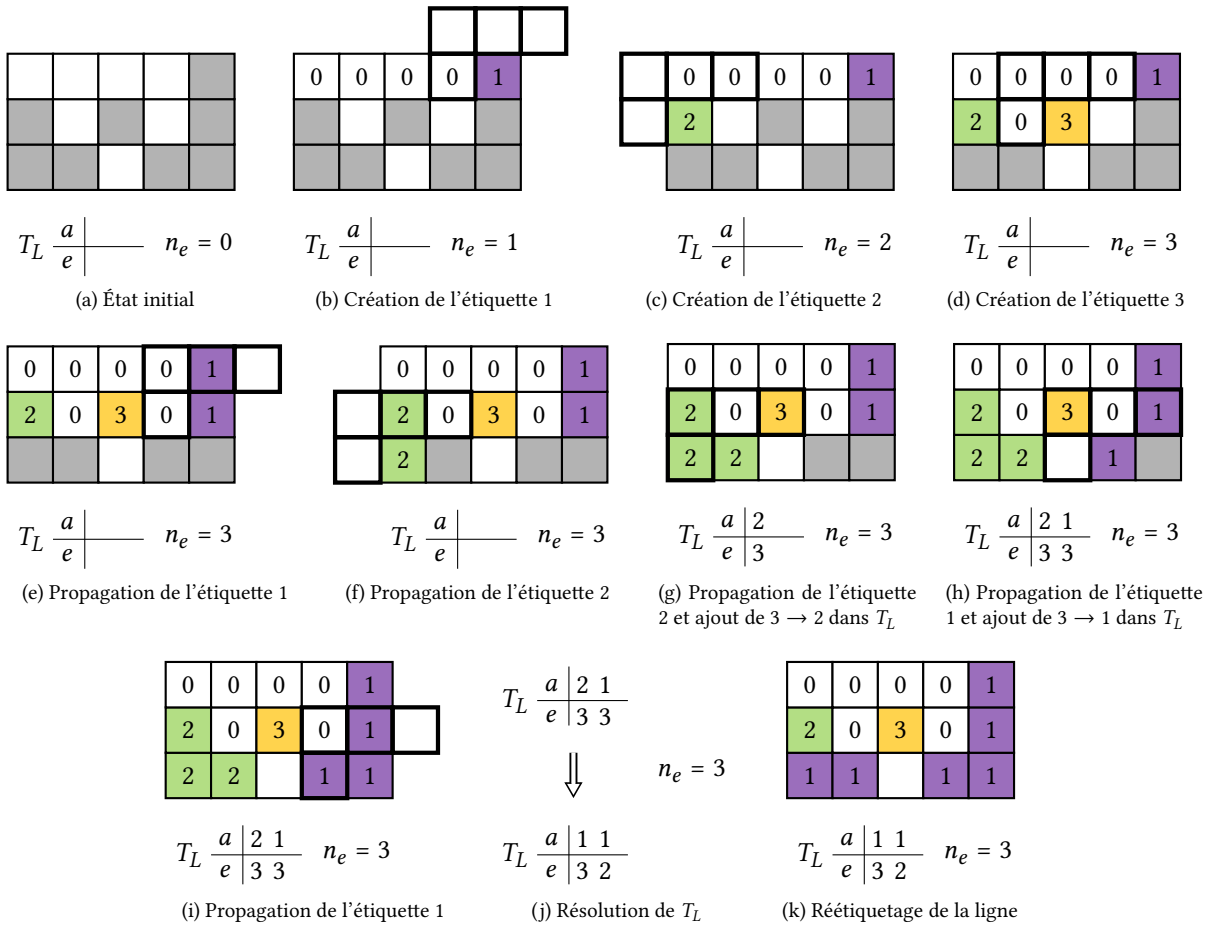 0 0 0 0 1
0 0 0 0 1
2
0 0 0 0 1
2 0 3
T_L a e n_e = 0
T_L a e n_e = 1
T_L a e n_e = 2
T_L a e n_e = 3
(a) État initial
(b) Création de l'étiquette 1
(c) Création de l'étiquette 2
(d) Création de l'étiquette 3
0 0 0 0 1
2 0 3 0 1
0 0 0 0 1
2 0 3 0 1
2
0 0 0 0 1
2 0 3 0 1
2 2
0 0 0 0 1
2 0 3 0 1
2 2 1
T_L a e n_e = 3
T_L a e n_e = 3
T_L a 2 e 3 n_e = 3
T_L a 2 1 e 3 3 n_e = 3
(e) Propagation de l'étiquette 1
(f) Propagation de l'étiquette 2
(g) Propagation de l'étiquette
2 et ajout de 3 → 2 dans T_L
(h) Propagation de l'étiquette
1 et ajout de 3 → 1 dans T_L
0 0 0 0 1
2 0 3 0 1
2 2 1 1
T_L a 2 1 e 3 3 n_e = 3
(i) Propagation de l'étiquette 1
T_L a 2 1 e 3 3
⇓
n_e = 3
T_L a 1 1 e 3 2
(j) Résolution de T_L
0 0 0 0 1
2 0 3 0 1
1 1 1 1
T_L a 1 1 e 3 2 n_e = 3
(k) Réétiquetage de la ligne